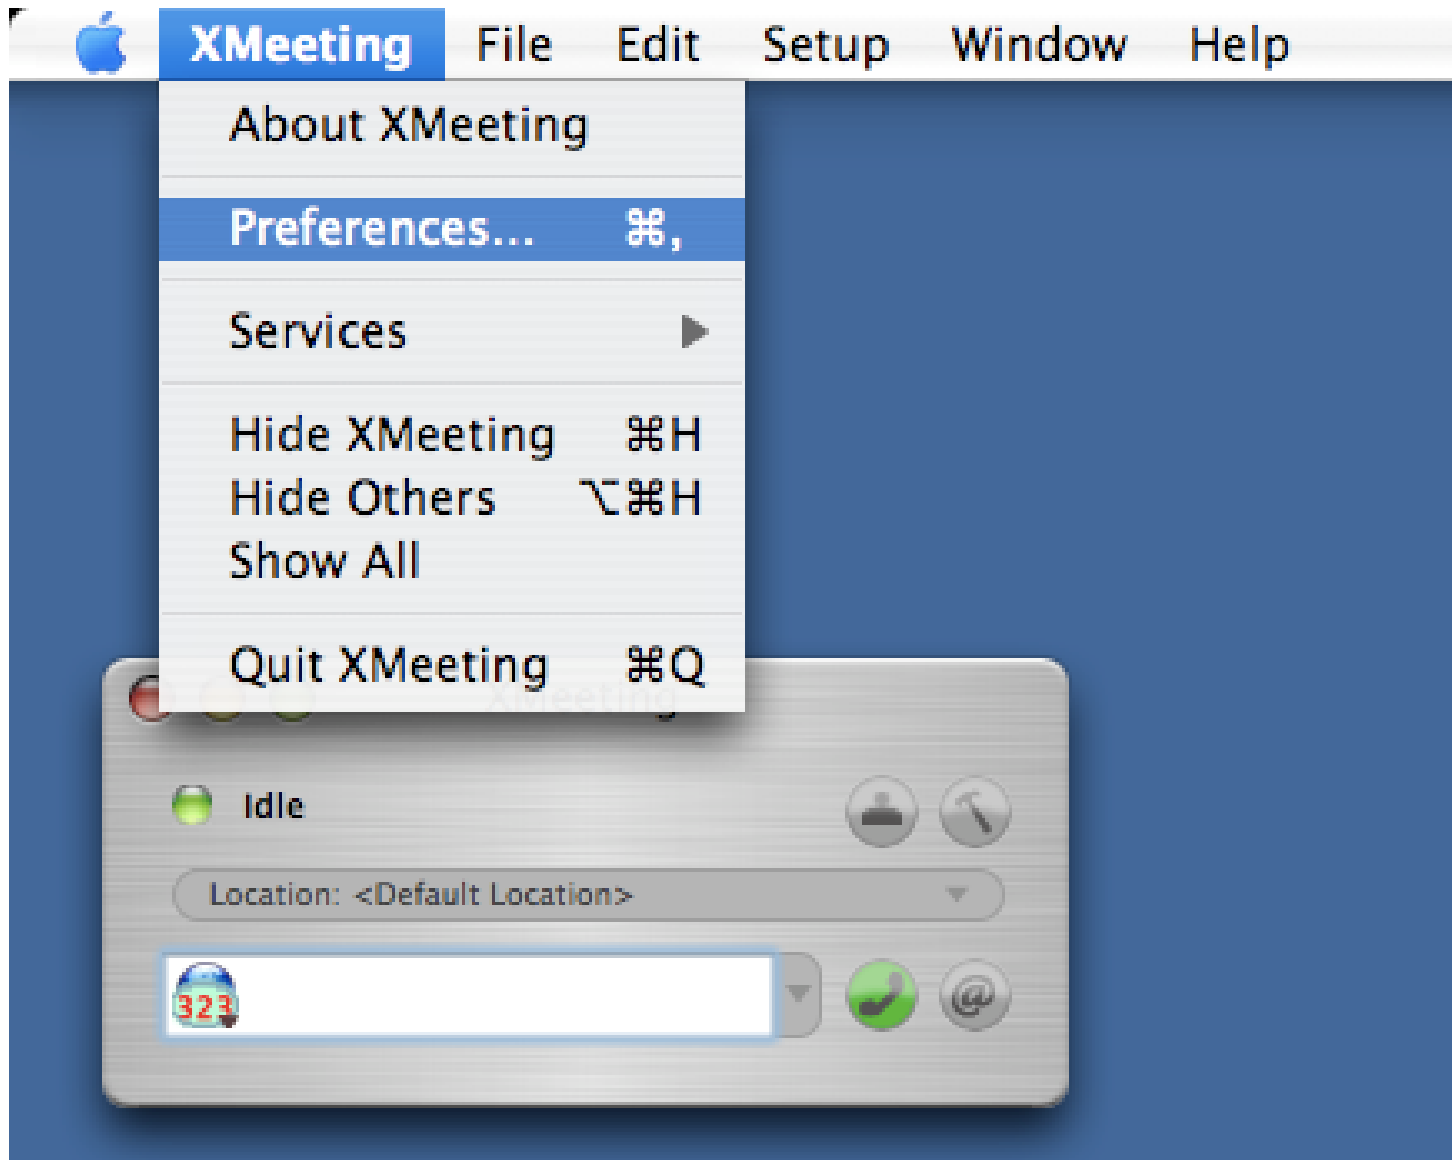 XMeeting File Edit Setup Window Help
About XMeeting
Preferences... ⌘,
Services
Hide XMeeting ⌘H
Hide Others ⌥⌘H
Show All
Quit XMeeting ⌘Q
XMeeting
Idle
Location: <Default Location>
323
@